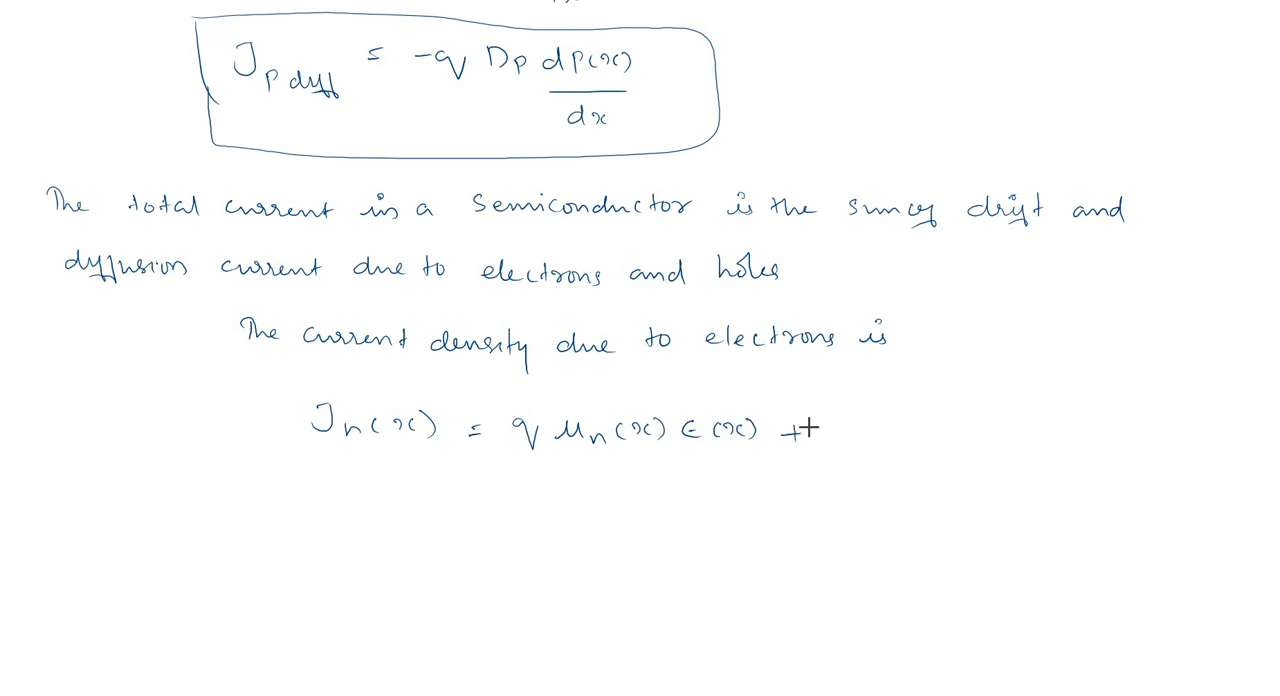 J_p diff = -q Dp dp(x)/dx
The total current in a semiconductor is the sum of drift and
diffusion current due to electrons and holes
The current density due to electrons is
Jn(x) = q μn(x) ε(x) +